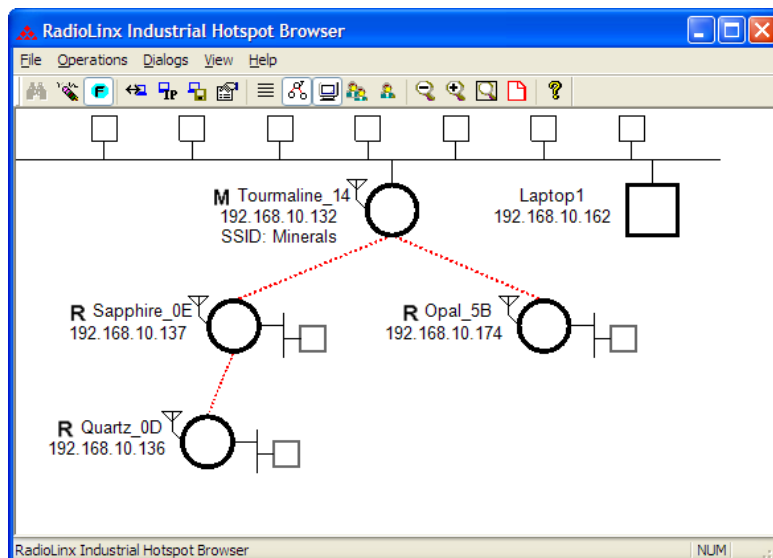 RadioLinx Industrial Hotspot Browser
File Operations Dialogs View Help
F IP ?
M Tourmaline_14
192.168.10.132
SSID: Minerals
Laptop1
192.168.10.162
R Sapphire_0E
192.168.10.137
R Opal_5B
192.168.10.174
R Quartz_0D
192.168.10.136
RadioLinx Industrial Hotspot Browser NUM